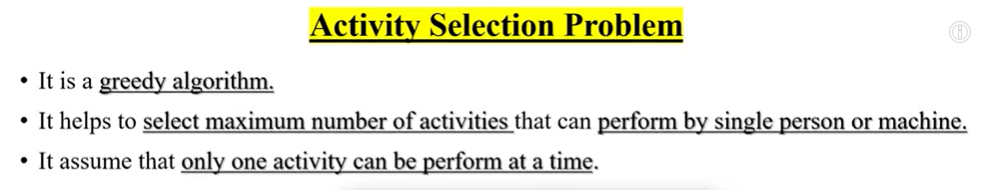 Activity Selection Problem
• It is a greedy algorithm.
• It helps to select maximum number of activities that can perform by single person or machine.
• It assume that only one activity can be perform at a time.